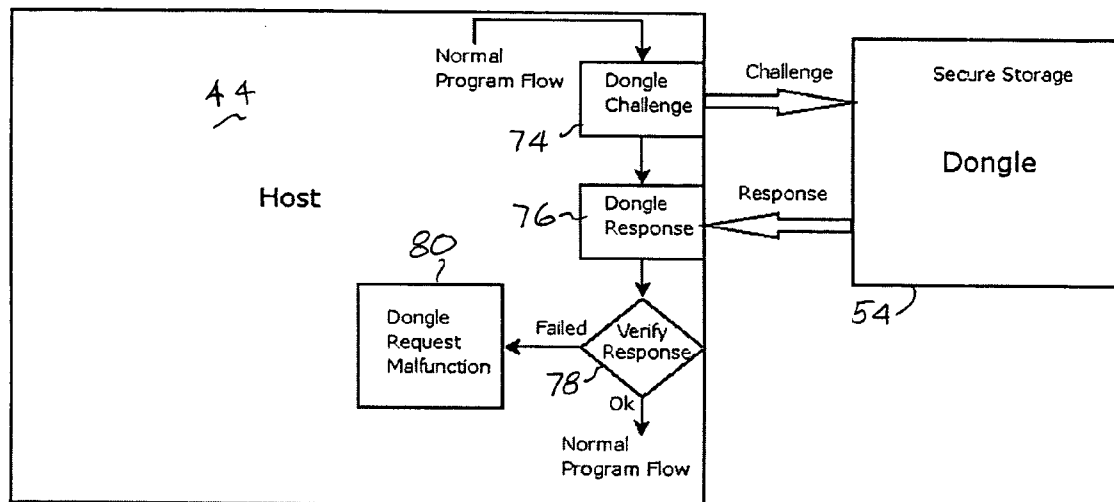 44
Host
Normal
Program Flow
Dongle
Challenge
74
Challenge
Secure Storage
Dongle
54
Dongle
Response
76
Response
80
Dongle
Request
Malfunction
Failed
Verify
Response
78
Ok
Normal
Program Flow